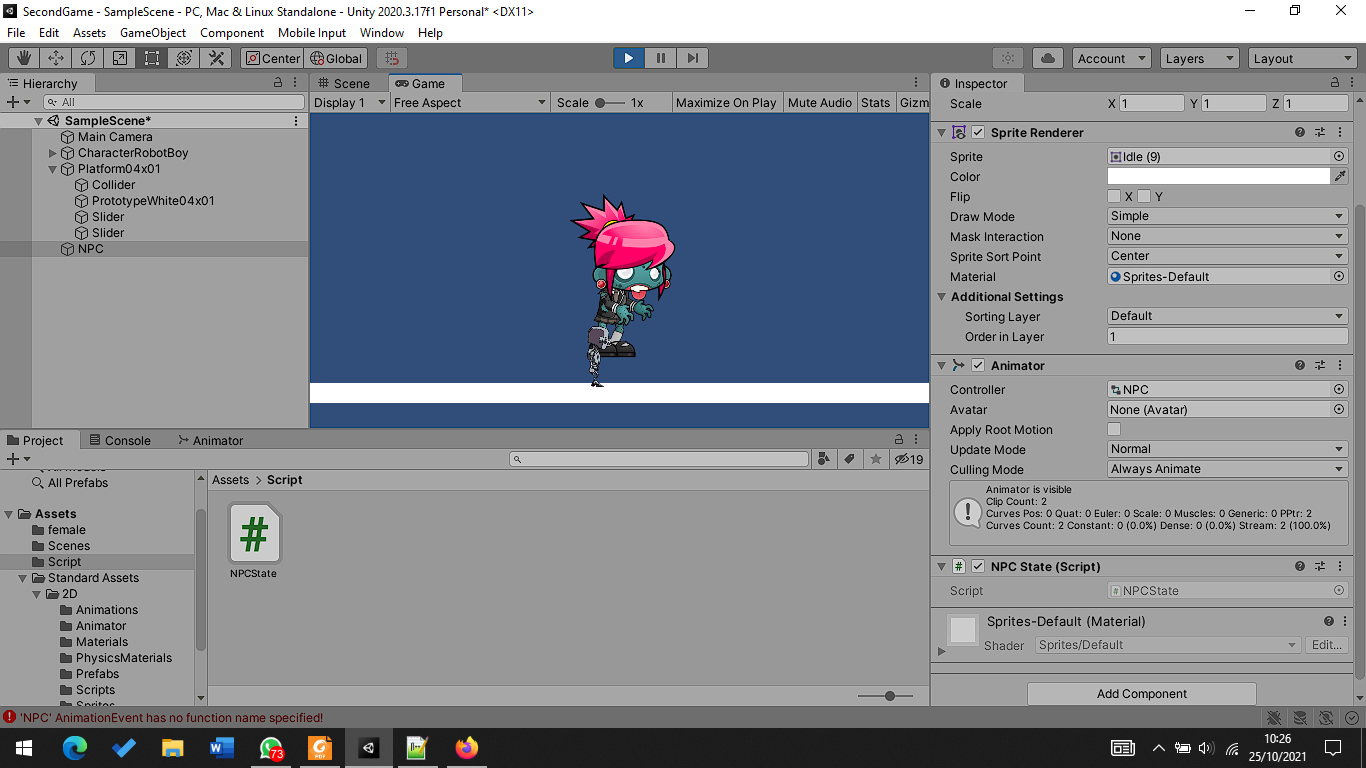 SecondGame - SampleScene - PC, Mac & Linux Standalone - Unity 2020.3.17f1 Personal* <DX11>
File Edit Assets GameObject Component Mobile Input Window Help
Center Global Account Layers Layout
Hierarchy
All
SampleScene*
Main Camera
CharacterRobotBoy
Platform04x01
Collider
PrototypeWhite04x01
Slider
Slider
NPC
Scene Game
Display 1 Free Aspect Scale 1x Maximize On Play Mute Audio Stats Gizm
Inspector
Scale X 1 Y 1 Z 1
Sprite Renderer
Sprite Idle (9)
Color
Flip X Y
Draw Mode Simple
Mask Interaction None
Sprite Sort Point Center
Material Sprites-Default
Additional Settings
Sorting Layer Default
Order in Layer 1
Animator
Controller NPC
Avatar None (Avatar)
Apply Root Motion
Update Mode Normal
Culling Mode Always Animate
Animator is visible
Clip Count: 2
Curves Pos: 0 Quat: 0 Euler: 0 Scale: 0 Muscles: 0 Generic: 0 PPtr: 2
Curves Count: 2 Constant: 0 (0.0%) Dense: 0 (0.0%) Stream: 2 (100.0%)
NPC State (Script)
Script NPCState
Sprites-Default (Material)
Shader Sprites/Default Edit...
Add Component
Project Console Animator
19
All Models
All Prefabs
Assets
female
Scenes
Script
Standard Assets
2D
Animations
Animator
Materials
PhysicsMaterials
Prefabs
Scripts
Sprites
Assets > Script
NPCState
'NPC' AnimationEvent has no function name specified!
73
10:26
25/10/2021